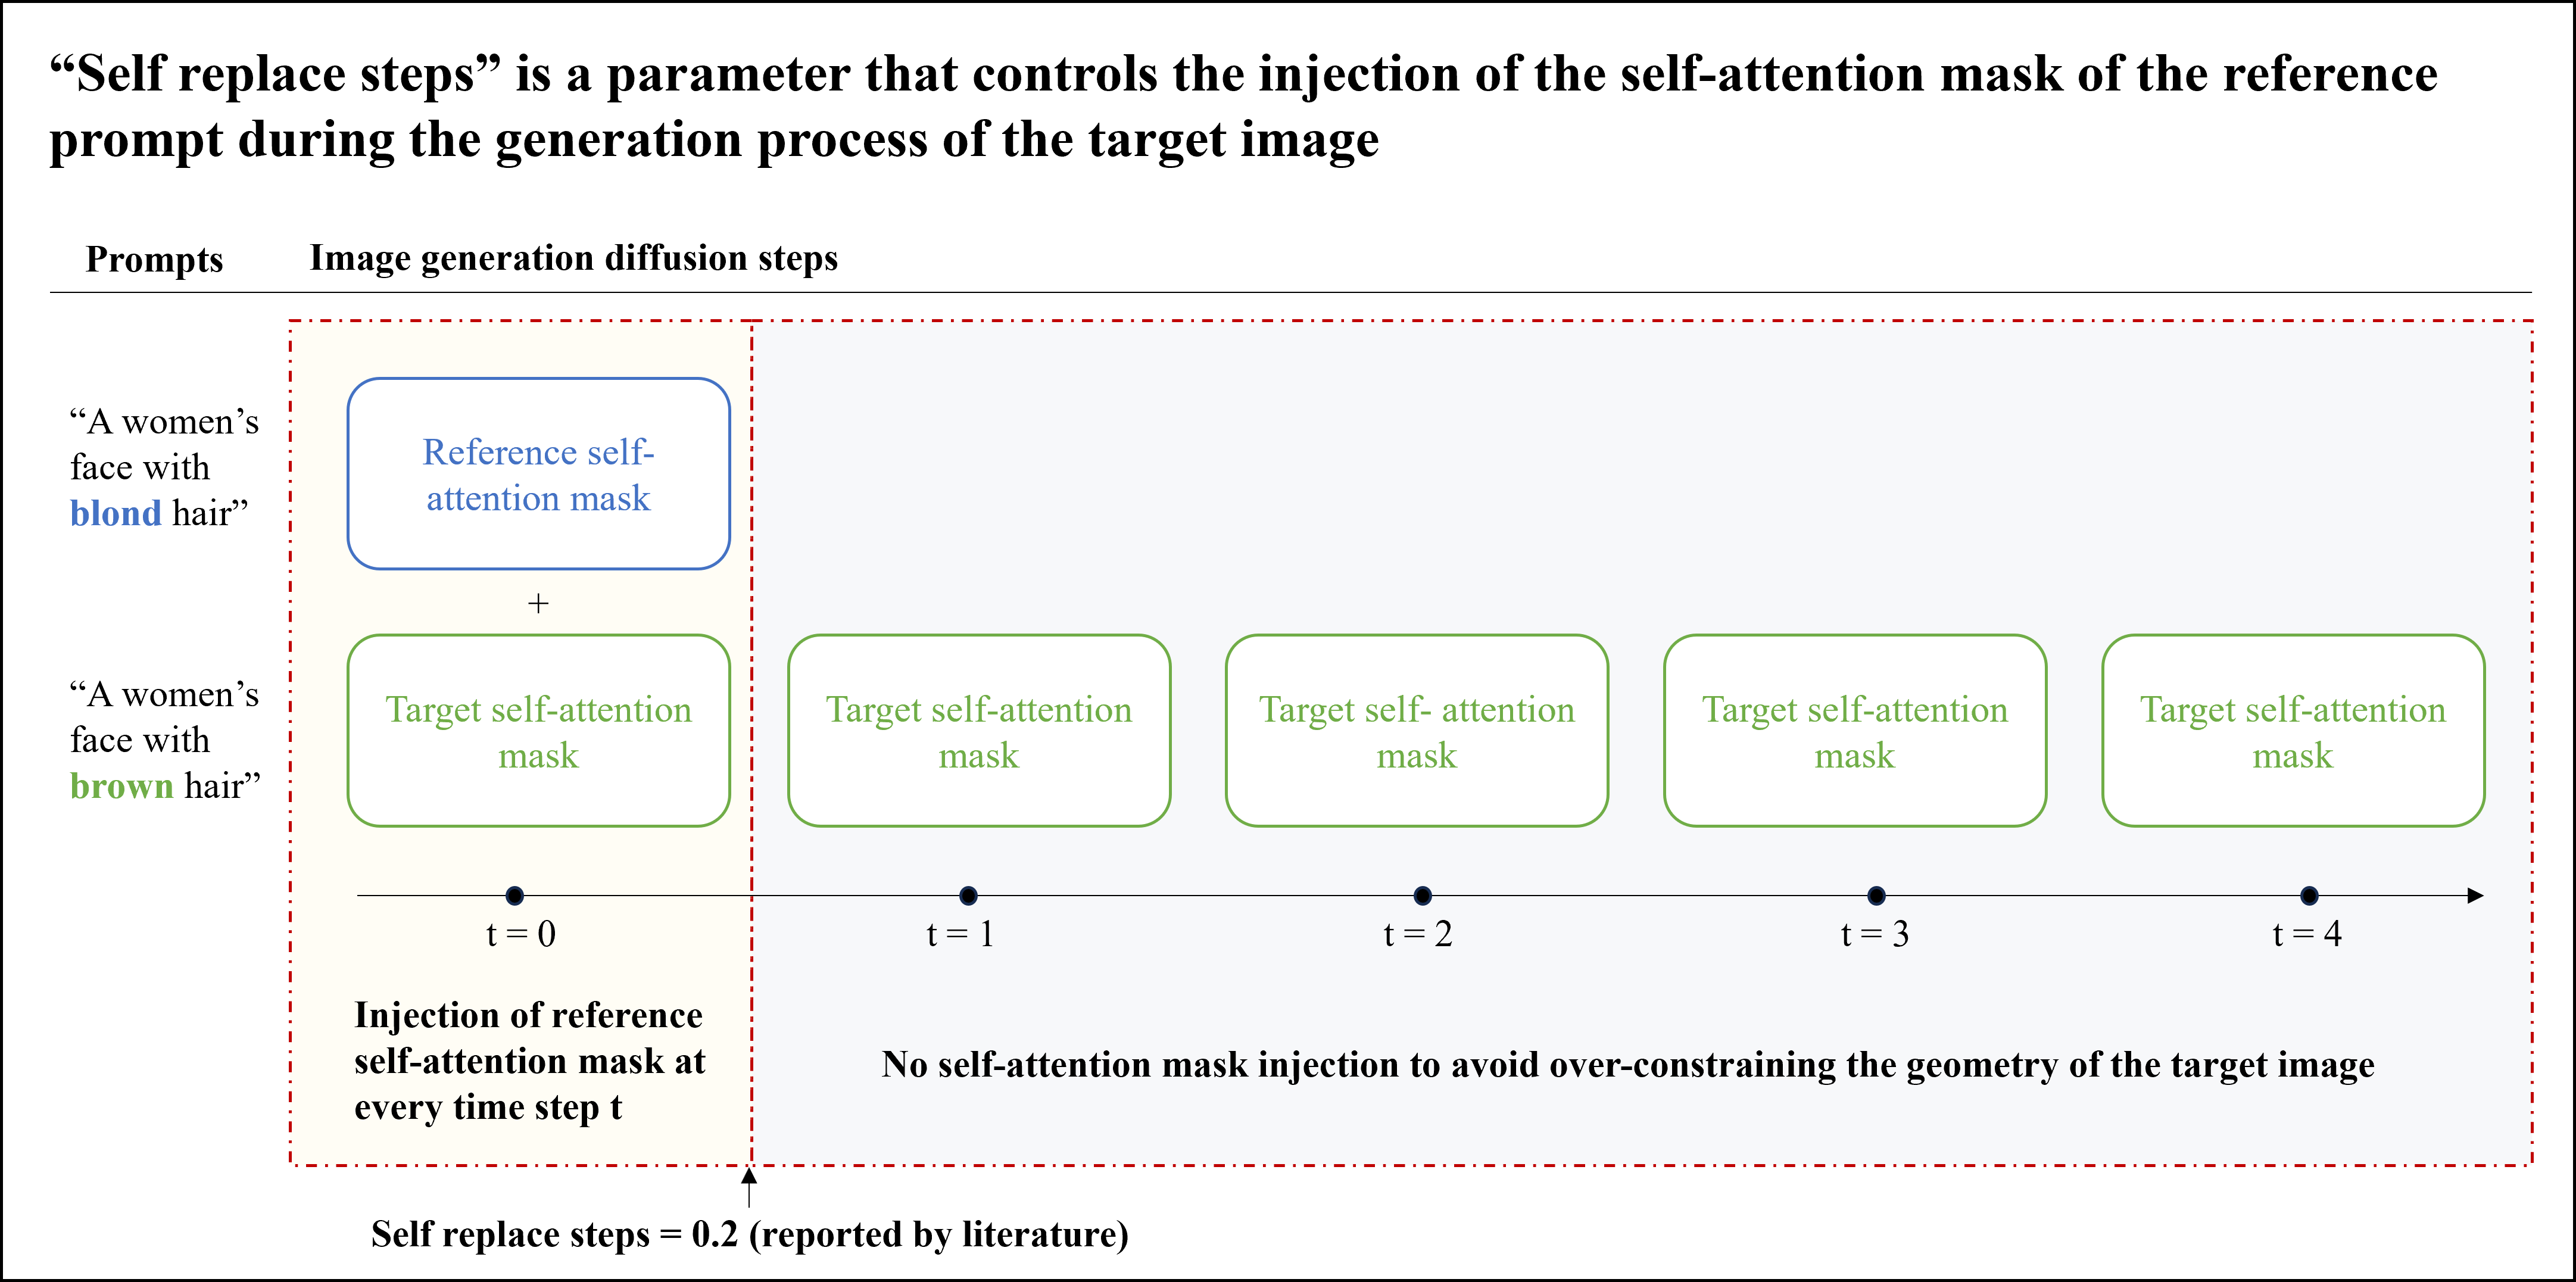 “Self replace steps” is a parameter that controls the injection of the self-attention mask of the reference
prompt during the generation process of the target image
Prompts
Image generation diffusion steps
“A women’s
face with
blond hair”
Reference self-
attention mask
+
“A women’s
face with
brown hair”
Target self-attention
mask
Target self-attention
mask
Target self- attention
mask
Target self-attention
mask
Target self-attention
mask
t = 0
t = 1
t = 2
t = 3
t = 4
Injection of reference
self-attention mask at
every time step t
No self-attention mask injection to avoid over-constraining the geometry of the target image
Self replace steps = 0.2 (reported by literature)